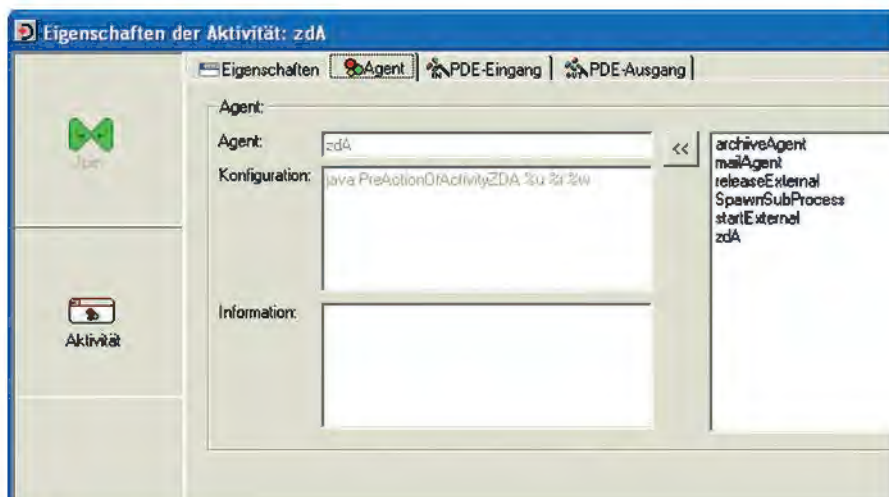 Eigenschaften der Aktivität: zdA
Eigenschaften
Agent
PDE-Eingang
PDE-Ausgang
Agent:
Agent:
zdA
<<
Konfiguration:
java PreActionOfActivityZDA %u %r %w
Information:
archiveAgent
mailAgent
releaseExternal
SpawnSubProcess
startExternal
zdA
Join
Aktivität